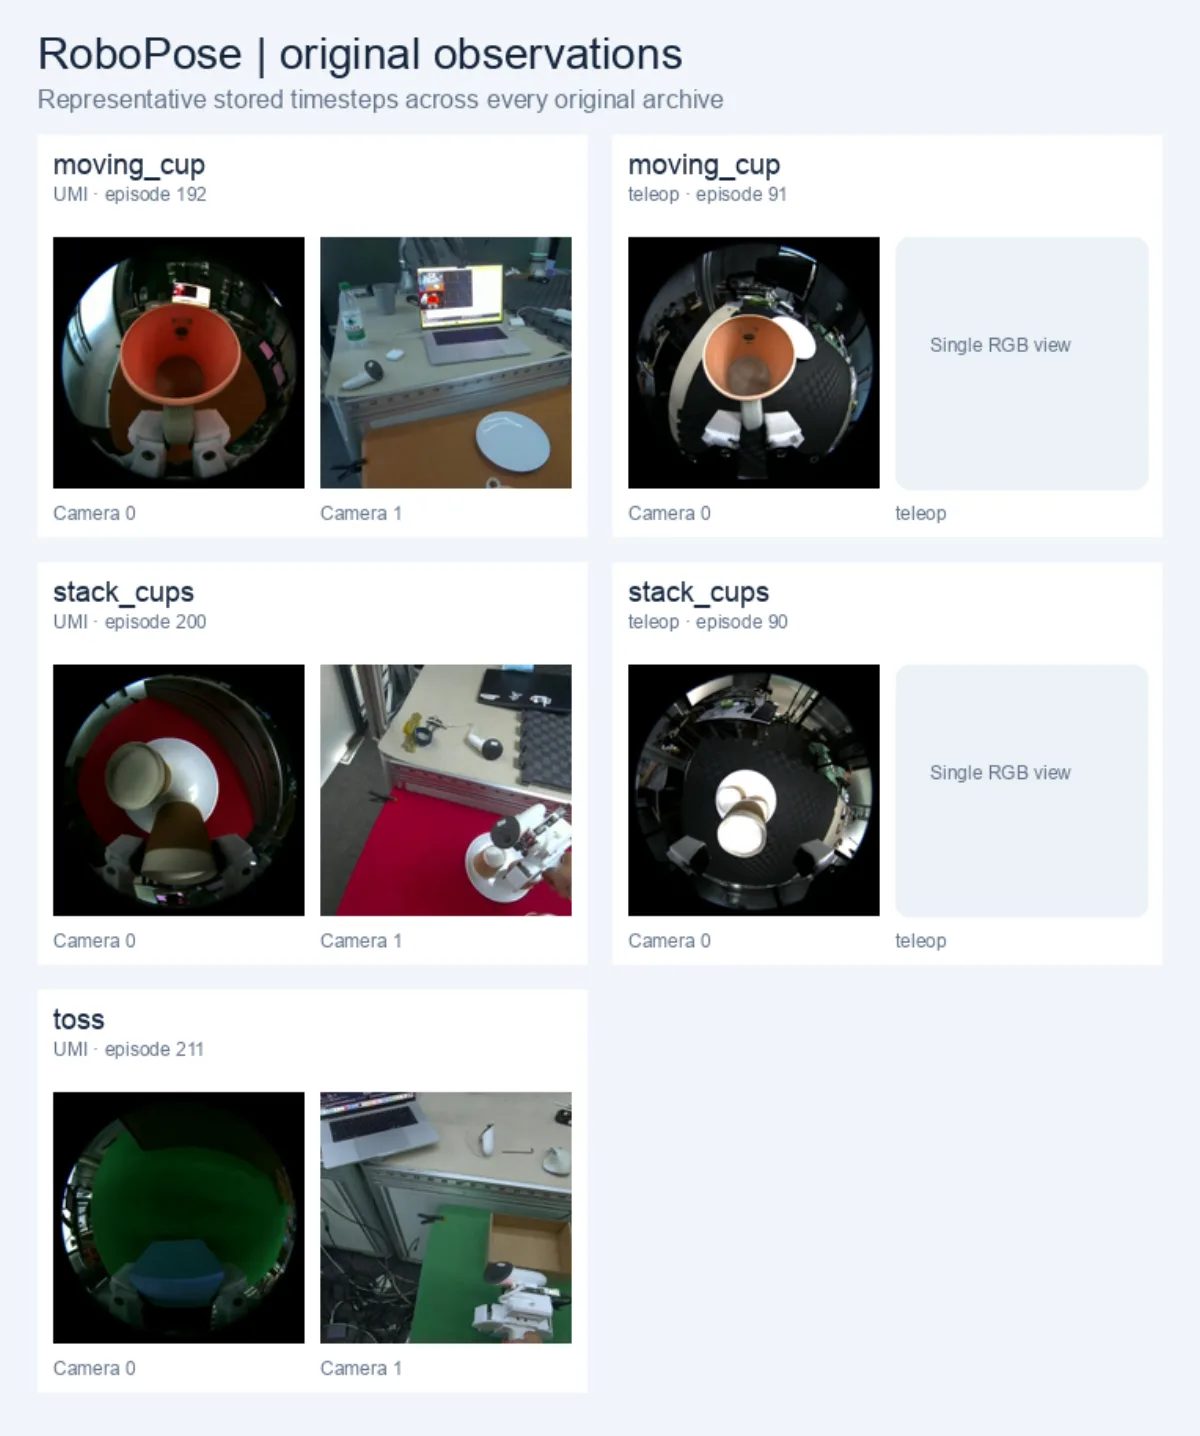 RoboPose | original observations
Representative stored timesteps across every original archive
moving_cup
UMI · episode 192
Camera 0
Camera 1
moving_cup
teleop · episode 91
Single RGB view
Camera 0
teleop
stack_cups
UMI · episode 200
Camera 0
Camera 1
stack_cups
teleop · episode 90
Single RGB view
Camera 0
teleop
toss
UMI · episode 211
Camera 0
Camera 1